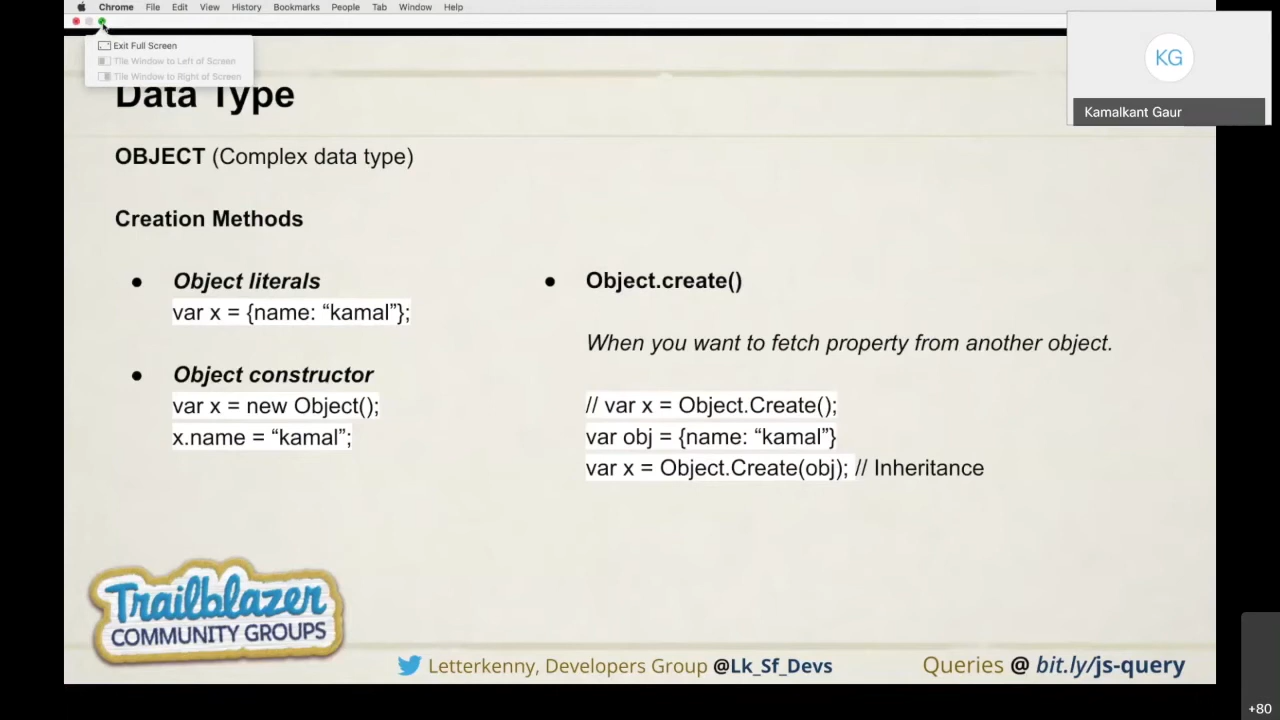 Chrome File Edit View History Bookmarks People Tab Window Help
Exit Full Screen
Tile Window to Left of Screen
Tile Window to Right of Screen
KG
Kamalkant Gaur
Data Type
OBJECT (Complex data type)
Creation Methods
● Object literals
var x = {name: “kamal”};
● Object constructor
var x = new Object();
x.name = “kamal”;
● Object.create()
When you want to fetch property from another object.
// var x = Object.Create();
var obj = {name: “kamal”}
var x = Object.Create(obj); // Inheritance
Trailblazer
COMMUNITY GROUPS
Letterkenny, Developers Group @Lk_Sf_Devs
Queries @ bit.ly/js-query
+80